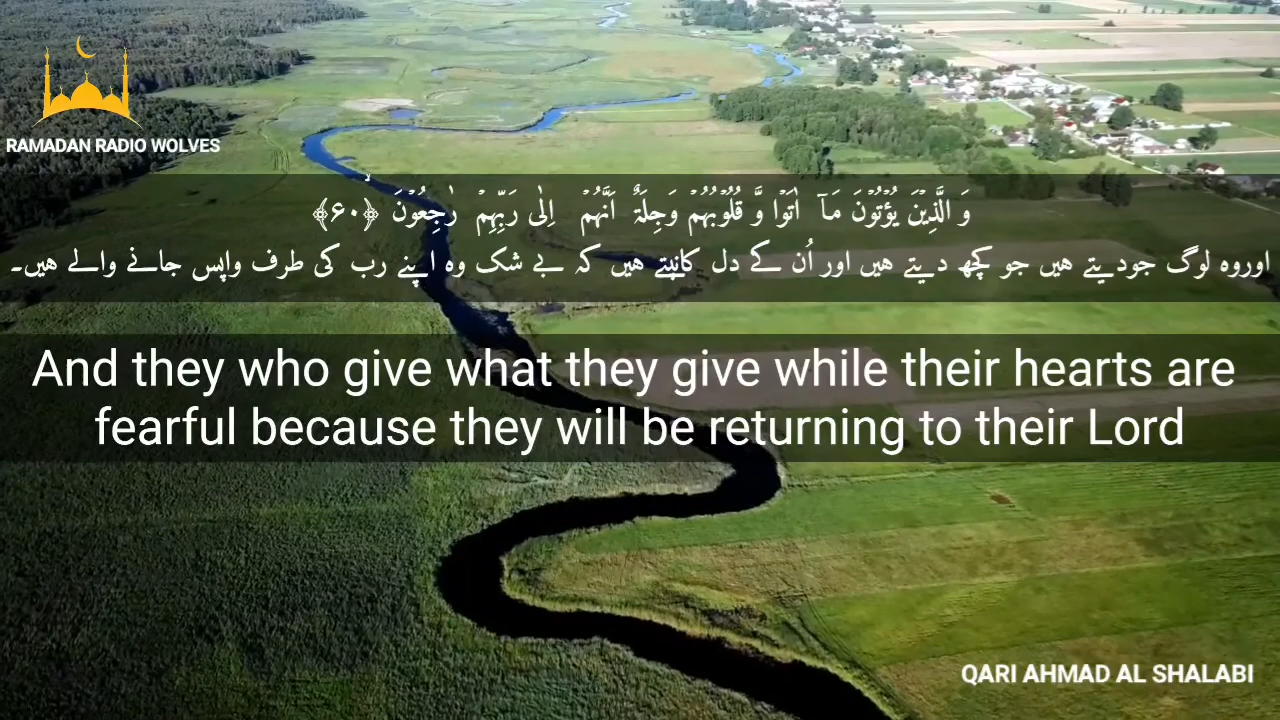 RAMADAN RADIO WOLVES
وَ الَّذِیۡنَ یُؤۡتُوۡنَ مَاۤ اٰتَوۡا وَّ قُلُوۡبُہُمۡ وَجِلَۃٌ اَنَّہُمۡ اِلٰی رَبِّہِمۡ رٰجِعُوۡنَ ﴿ۙ۶۰﴾
اوروہ لوگ جودیتے ہیں جو کچھ دیتے ہیں اور اُن کے دل کانپتے ہیں کہ بے شک وہ اپنے رب کی طرف واپس جانے والے ہیں۔
And they who give what they give while their hearts are
fearful because they will be returning to their Lord
QARI AHMAD AL SHALABI